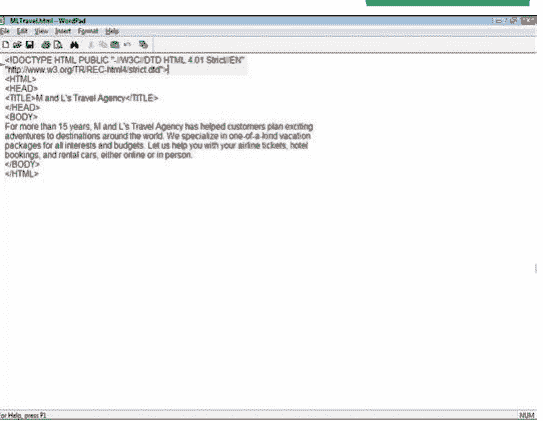 MLTravel.html - WordPad
File Edit View Insert Format Help
<!DOCTYPE HTML PUBLIC "-//W3C//DTD HTML 4.01 Strict//EN"
"http://www.w3.org/TR/REC-html4/strict.dtd">
<HTML>
<HEAD>
<TITLE>M and L's Travel Agency</TITLE>
</HEAD>
<BODY>
For more than 15 years, M and L's Travel Agency has helped customers plan exciting
adventures to destinations around the world. We specialize in one-of-a-kind vacation
packages for all interests and budgets. Let us help you with your airline tickets, hotel
bookings, and rental cars, either online or in person.
</BODY>
</HTML>
For Help, press F1
NUM